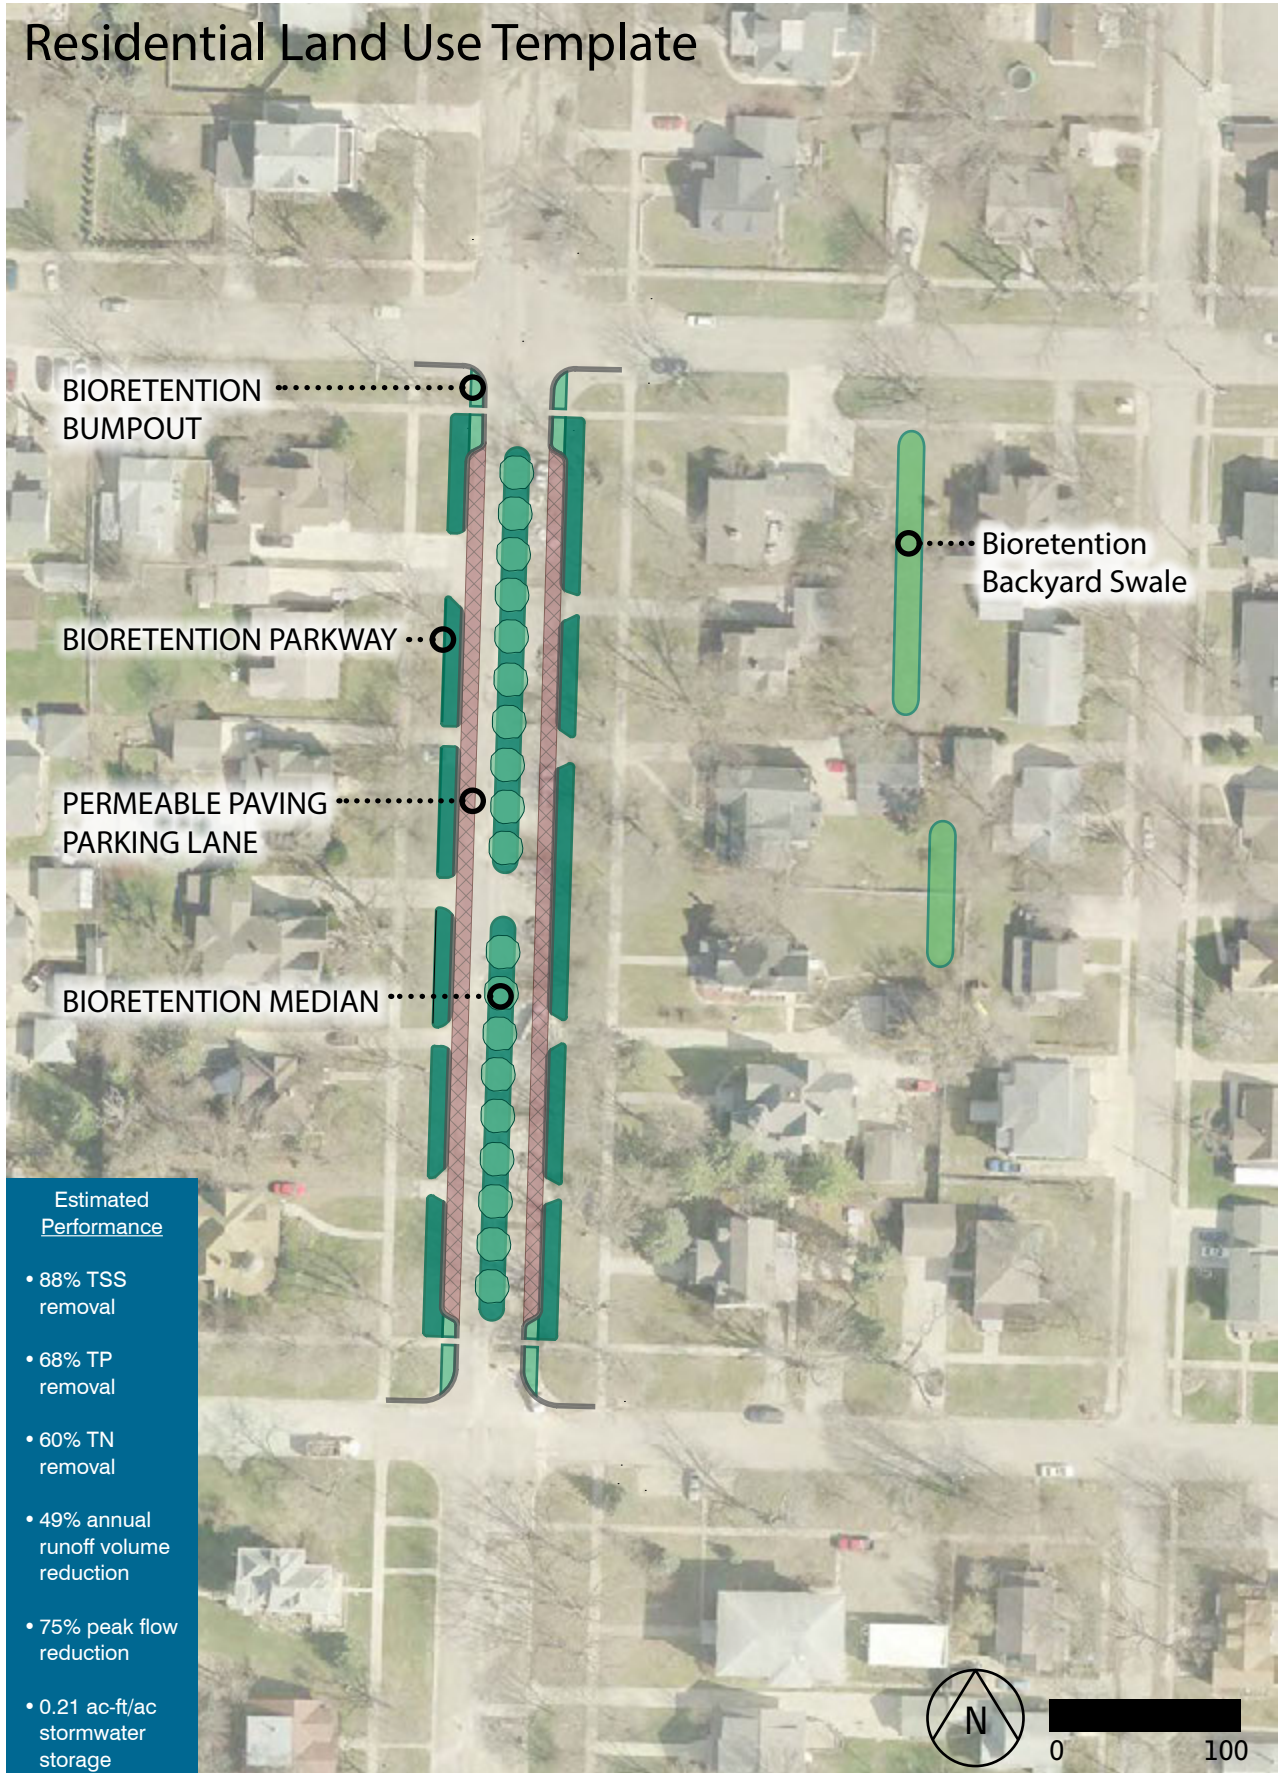 Residential Land Use Template
BIORETENTION
BUMPOUT
Bioretention
Backyard Swale
BIORETENTION PARKWAY
PERMEABLE PAVING
PARKING LANE
BIORETENTION MEDIAN
Estimated
Performance
• 88% TSS
removal
• 68% TP
removal
• 60% TN
removal
• 49% annual
runoff volume
reduction
• 75% peak flow
reduction
• 0.21 ac-ft/ac
stormwater
storage
N
0 100